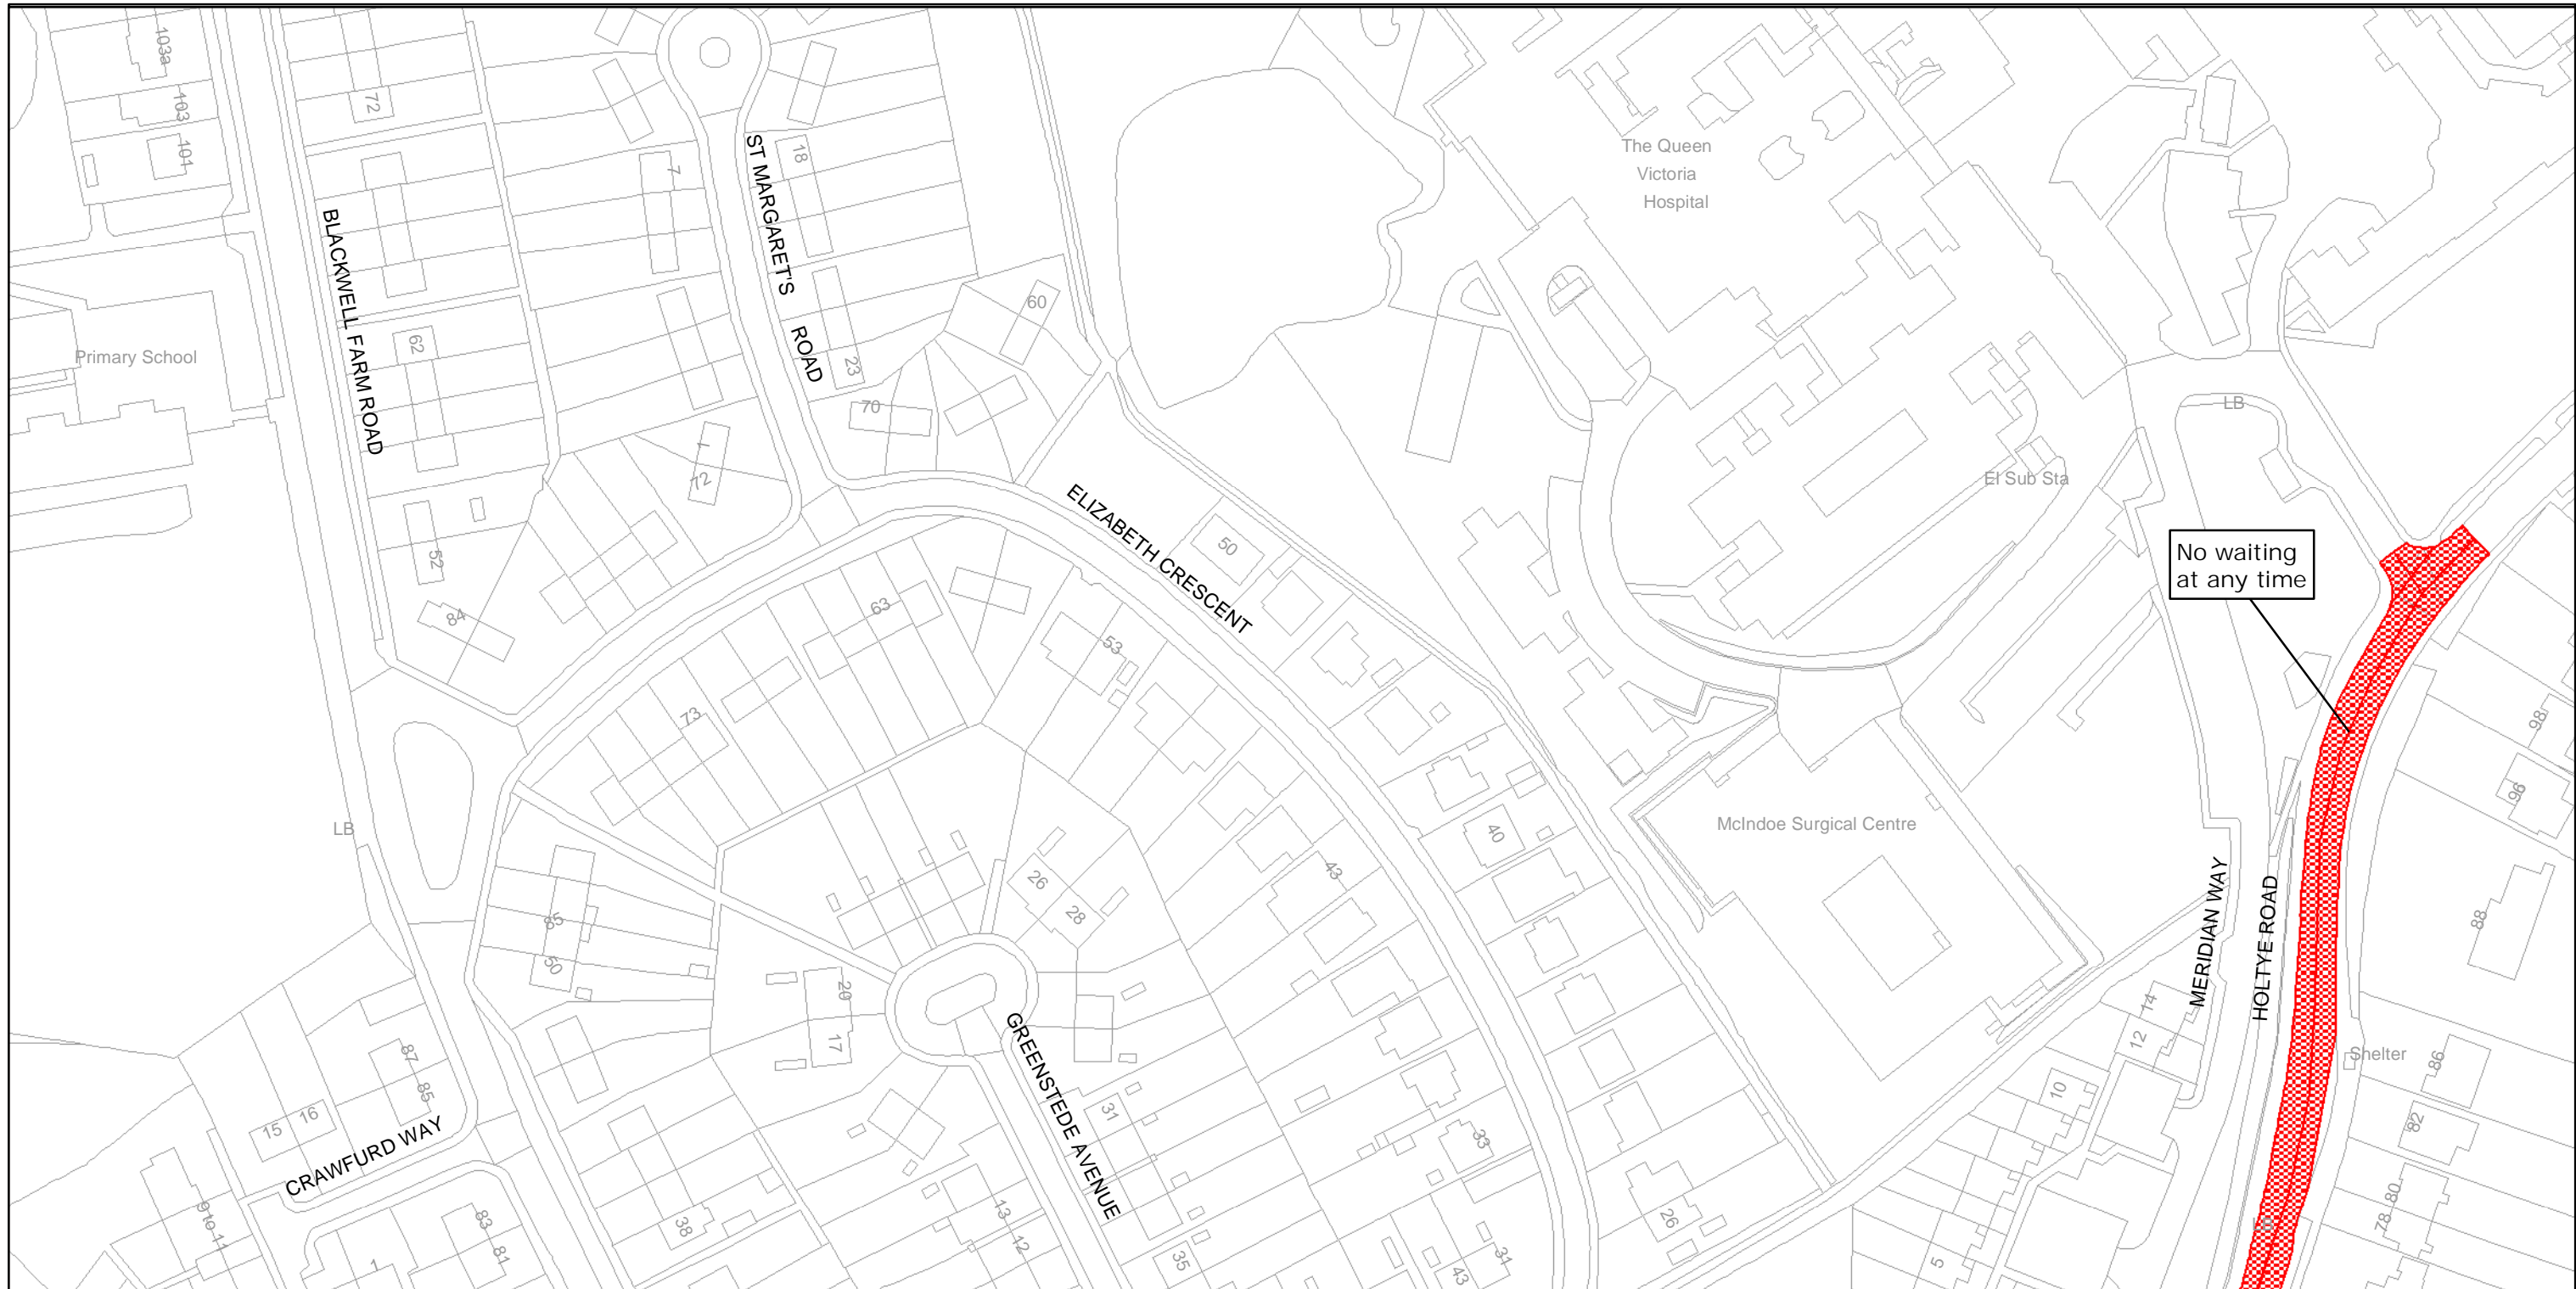 103a
103
101
72
7
18
ST MARGARET'S
ROAD
BLACKWELL FARM ROAD
The Queen
Victoria
Hospital
60
62
23
Primary School
70
LB
1
72
El Sub Sta
ELIZABETH CRESCENT
50
52
No waiting
at any time
84
63
53
73
98
96
LB
40
McIndoe Surgical Centre
43
26
28
85
50
88
MERIDIAN WAY
HOLTYE ROAD
20
17
14
12
GREENSTEDE AVENUE
87
85
Shelter
86
10
15
16
31
33
82
CRAWFURD WAY
80
78
9 to 11
83
81
38
13
12
26
LB
35
43
31
5
1